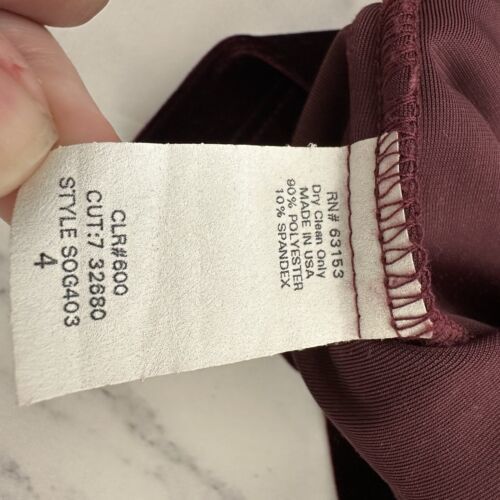 RN# 63153
Dry Clean Only
MADE IN USA
90% POLYESTER
10% SPANDEX
CLR#600
CUT:7 32680
STYLE SOG403
4